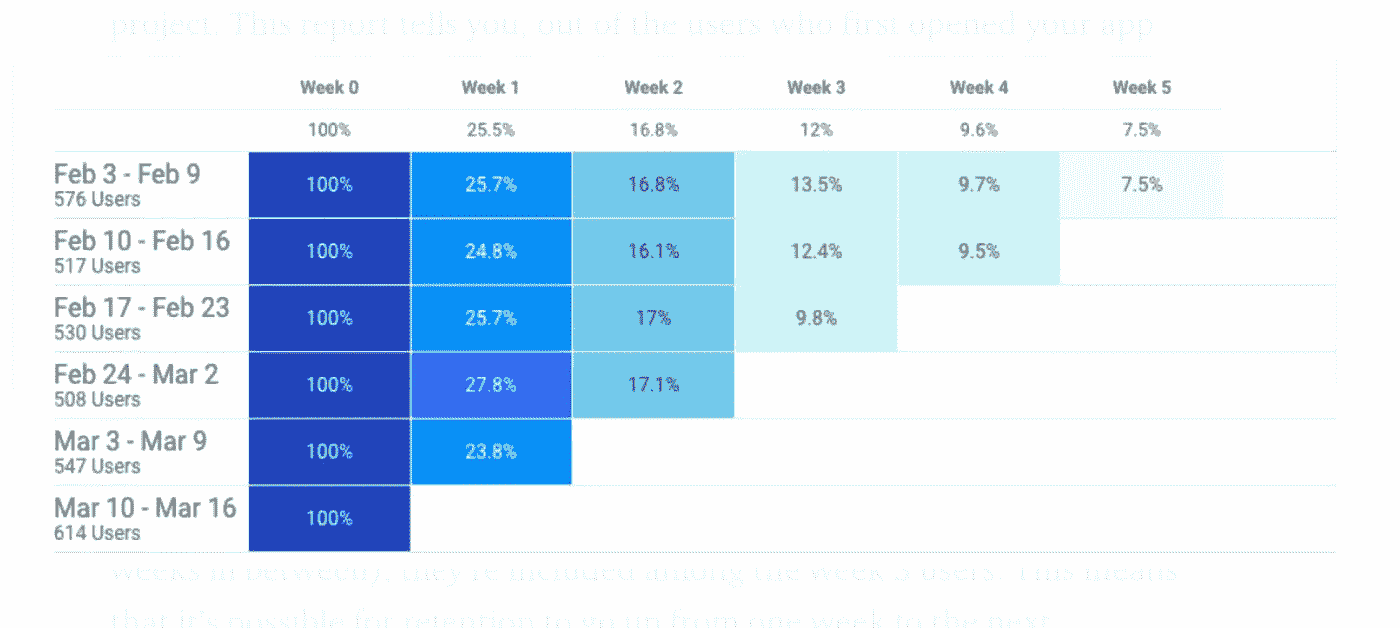 project. This report tells you, out of the users who first opened your app
Week 0 Week 1 Week 2 Week 3 Week 4 Week 5
100% 25.5% 16.8% 12% 9.6% 7.5%
Feb 3 - Feb 9
576 Users
100% 25.7% 16.8% 13.5% 9.7% 7.5%
Feb 10 - Feb 16
517 Users
100% 24.8% 16.1% 12.4% 9.5%
Feb 17 - Feb 23
530 Users
100% 25.7% 17% 9.8%
Feb 24 - Mar 2
508 Users
100% 27.8% 17.1%
Mar 3 - Mar 9
547 Users
100% 23.8%
Mar 10 - Mar 16
614 Users
100%
weeks in between), they're included among the week 5 users. This means
that it's possible for retention to go up from one week to the next